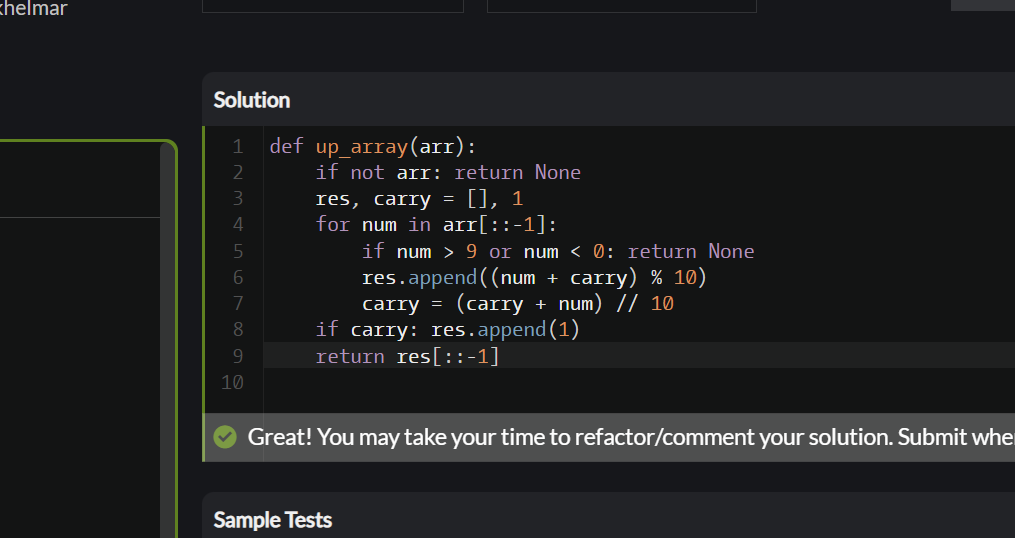 khelmar
Solution
1 def up_array(arr):
2     if not arr: return None
3     res, carry = [], 1
4     for num in arr[::-1]:
5         if num > 9 or num < 0: return None
6         res.append((num + carry) % 10)
7         carry = (carry + num) // 10
8     if carry: res.append(1)
9     return res[::-1]
10
Great! You may take your time to refactor/comment your solution. Submit whe
Sample Tests